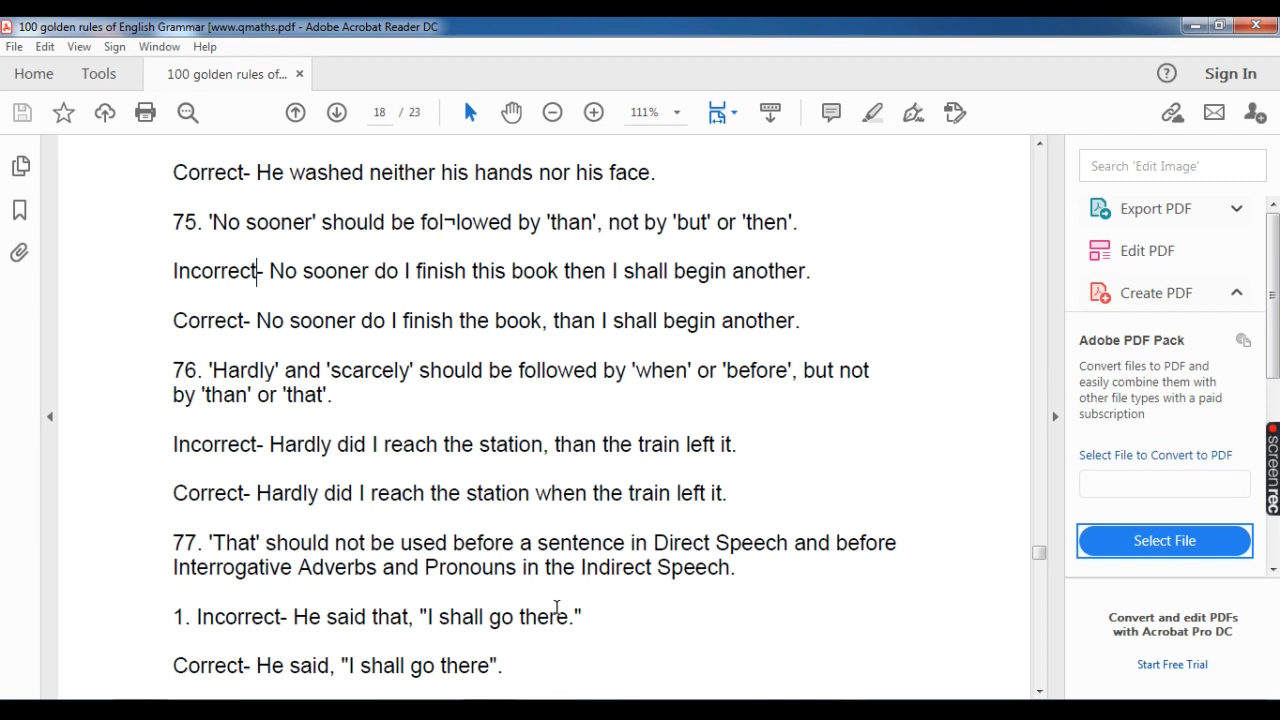 100 golden rules of English Grammar [www.qmaths.pdf - Adobe Acrobat Reader DC
File Edit View Sign Window Help
Home Tools 100 golden rules of... × Sign In
18 / 23 111%
Correct- He washed neither his hands nor his face.
75. 'No sooner' should be fol¬lowed by 'than', not by 'but' or 'then'.
Incorrect- No sooner do I finish this book then I shall begin another.
Correct- No sooner do I finish the book, than I shall begin another.
76. 'Hardly' and 'scarcely' should be followed by 'when' or 'before', but not
by 'than' or 'that'.
Incorrect- Hardly did I reach the station, than the train left it.
Correct- Hardly did I reach the station when the train left it.
77. 'That' should not be used before a sentence in Direct Speech and before
Interrogative Adverbs and Pronouns in the Indirect Speech.
1. Incorrect- He said that, "I shall go there."
Correct- He said, "I shall go there".
Search 'Edit Image'
Export PDF
Edit PDF
Create PDF
Adobe PDF Pack
Convert files to PDF and
easily combine them with
other file types with a paid
subscription
Select File to Convert to PDF
Select File
Convert and edit PDFs
with Acrobat Pro DC
Start Free Trial
screenrec